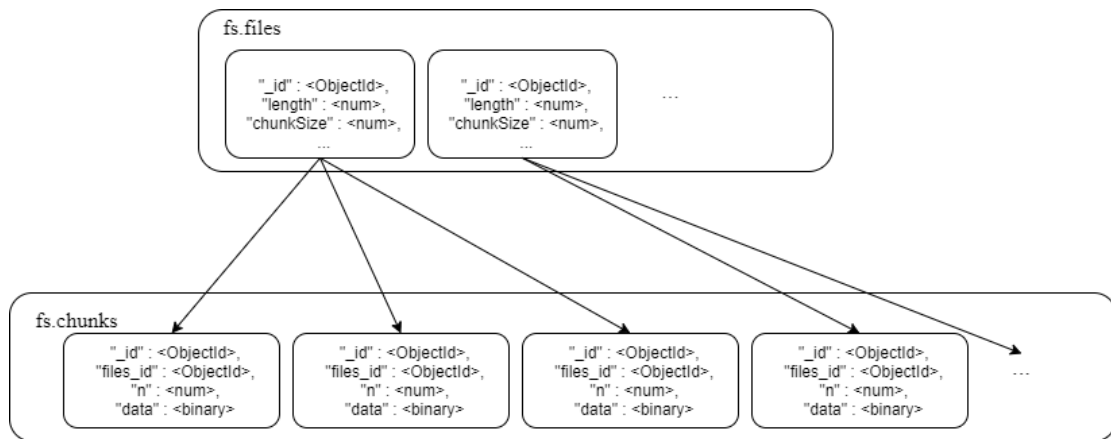 fs.files
"_id" : <ObjectId>,
"length" : <num>,
"chunkSize" : <num>,
...
"_id" : <ObjectId>,
"length" : <num>,
"chunkSize" : <num>,
...
...
fs.chunks
"_id" : <ObjectId>,
"files_id" : <ObjectId>,
"n" : <num>,
"data" : <binary>
"_id" : <ObjectId>,
"files_id" : <ObjectId>,
"n" : <num>,
"data" : <binary>
"_id" : <ObjectId>,
"files_id" : <ObjectId>,
"n" : <num>,
"data" : <binary>
"_id" : <ObjectId>,
"files_id" : <ObjectId>,
"n" : <num>,
"data" : <binary>
...